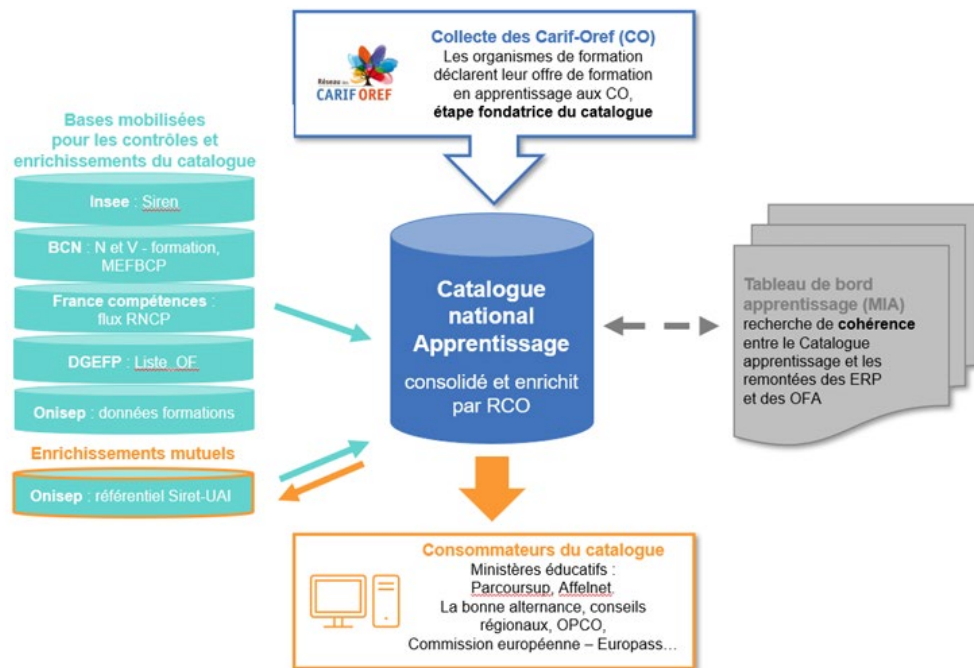 Collecte des Carif-Oref (CO)
Les organismes de formation
déclarent leur offre de formation
en apprentissage aux CO,
étape fondatrice du catalogue
Réseau des
CARIF OREF
Bases mobilisées
pour les contrôles et
enrichissements du catalogue
Insee : Siren
BCN : N et V - formation,
MEFBCP
France compétences :
flux RNCP
DGEFP : Liste_OF
Onisep : données formations
Enrichissements mutuels
Onisep : référentiel Siret-UAI
Catalogue
national
Apprentissage
consolidé et enrichit
par RCO
Tableau de bord
apprentissage (MIA)
recherche de cohérence
entre le Catalogue
apprentissage et les
remontées des ERP
et des OFA
Consommateurs du catalogue
Ministères éducatifs :
Parcoursup, Affelnet.
La bonne alternance, conseils
régionaux, OPCO,
Commission européenne – Europass…